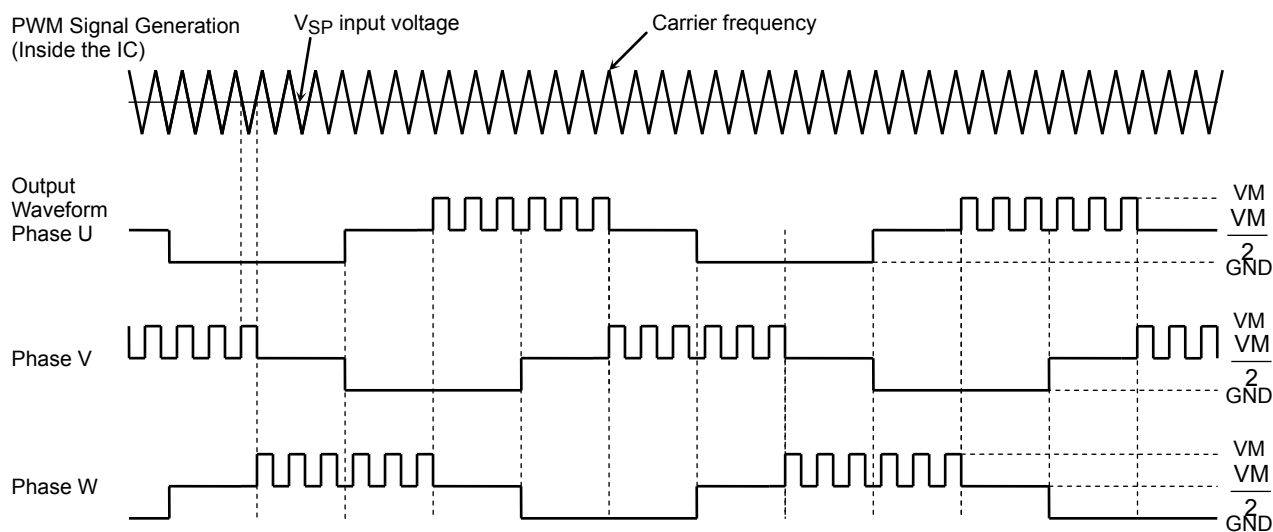 PWM Signal Generation
(Inside the IC)
VSP input voltage
Carrier frequency
Output
Waveform
Phase U
VM
VM
2
GND
Phase V
VM
VM
2
GND
Phase W
VM
VM
2
GND